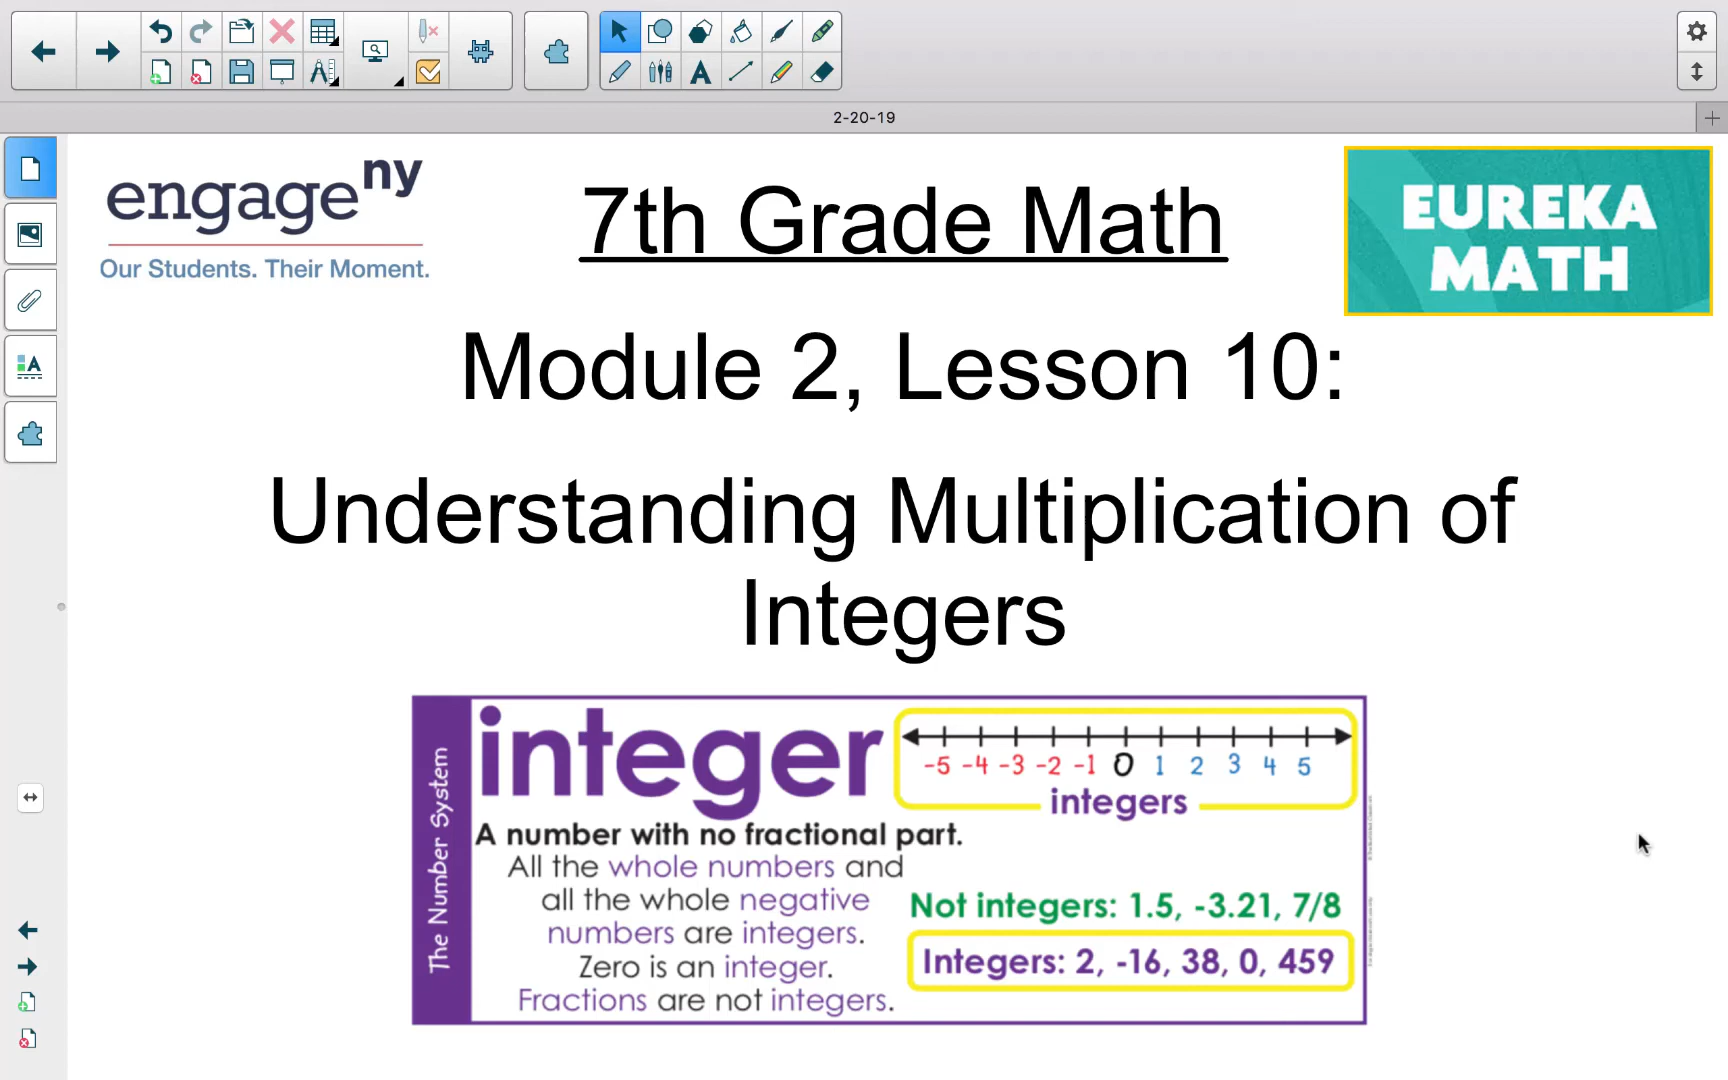 2-20-19
engageny
Our Students. Their Moment.
7th Grade Math
EUREKA
MATH
Module 2, Lesson 10:
Understanding Multiplication of
Integers
The Number System
integer
-5 -4 -3 -2 -1 0 1 2 3 4 5
integers
A number with no fractional part.
All the whole numbers and
all the whole negative
numbers are integers.
Zero is an integer.
Fractions are not integers.
Not integers: 1.5, -3.21, 7/8
Integers: 2, -16, 38, 0, 459